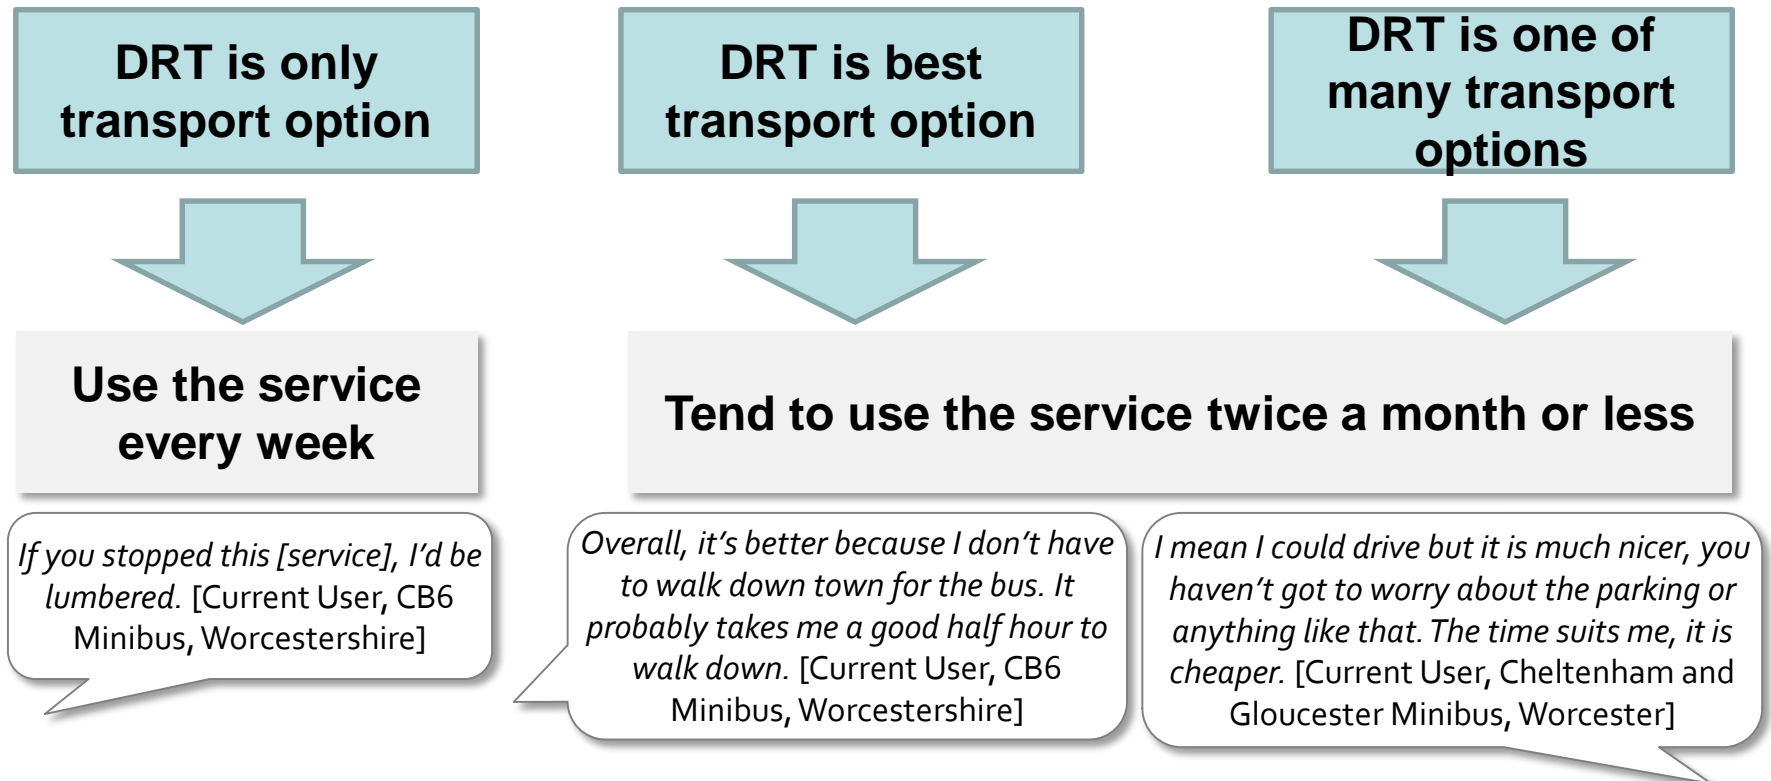 DRT is only
transport option
DRT is best
transport option
DRT is one of
many transport
options
Use the service
every week
Tend to use the service twice a month or less
If you stopped this [service], I’d be
lumbered. [Current User, CB6
Minibus, Worcestershire]
Overall, it’s better because I don’t have
to walk down town for the bus. It
probably takes me a good half hour to
walk down. [Current User, CB6
Minibus, Worcestershire]
I mean I could drive but it is much nicer, you
haven’t got to worry about the parking or
anything like that. The time suits me, it is
cheaper. [Current User, Cheltenham and
Gloucester Minibus, Worcester]